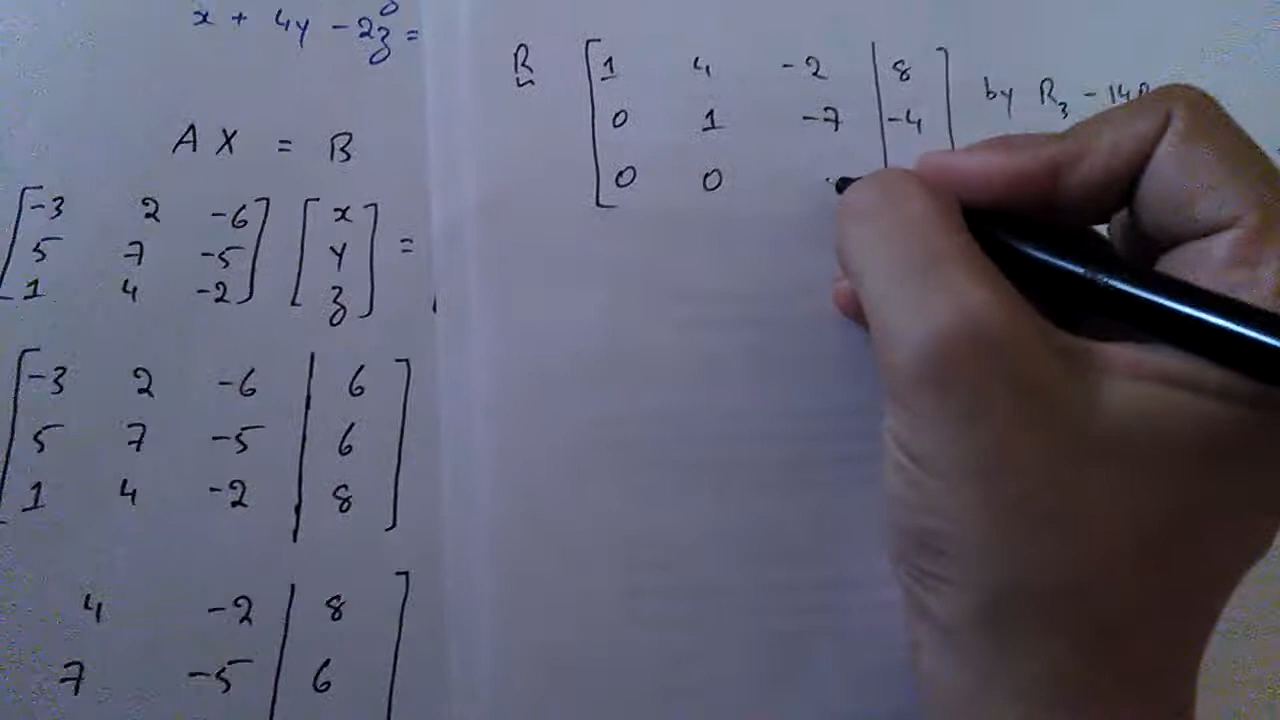 x + 4y - 2z =
A X = B
[-3 2 -6] [x]
[5 7 -5] [y] =
[1 4 -2] [z]
[-3 2 -6 | 6]
[5 7 -5 | 6]
[1 4 -2 | 8]
4 -2 | 8]
7 -5 | 6
R [1 4 -2 | 8] by R3 - 14R
[0 1 -7 | -4]
[0 0